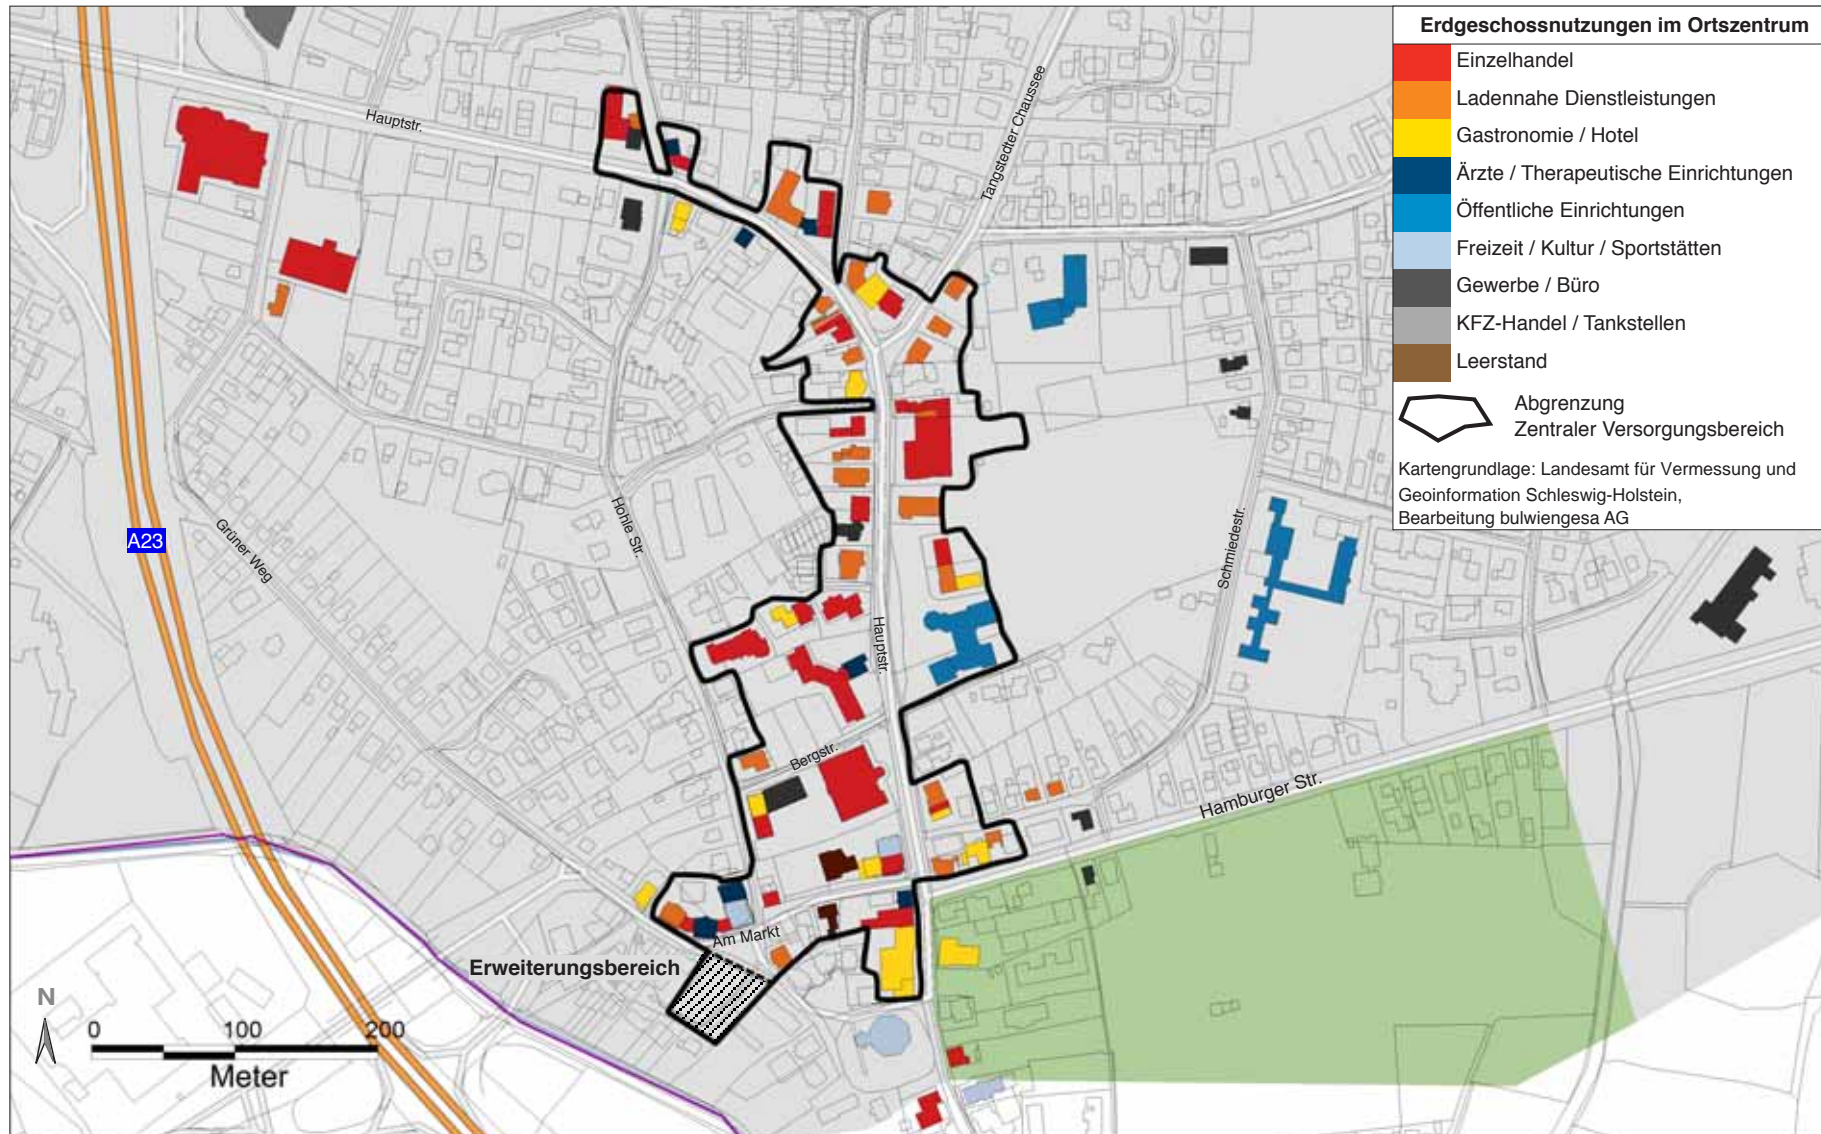 Erdgeschossnutzungen im Ortszentrum
Einzelhandel
Ladennahe Dienstleistungen
Gastronomie / Hotel
Ärzte / Therapeutische Einrichtungen
Öffentliche Einrichtungen
Freizeit / Kultur / Sportstätten
Gewerbe / Büro
KFZ-Handel / Tankstellen
Leerstand
Abgrenzung
Zentraler Versorgungsbereich
Kartengrundlage: Landesamt für Vermessung und
Geoinformation Schleswig-Holstein,
Bearbeitung bulwiengesa AG
Hauptstr.
Tangstedter Chaussee
A23
Grüner Weg
Hohle Str.
Schmiedestr.
Hauptstr.
Bergstr.
Hamburger Str.
Am Markt
Erweiterungsbereich
N
0 100 200
Meter